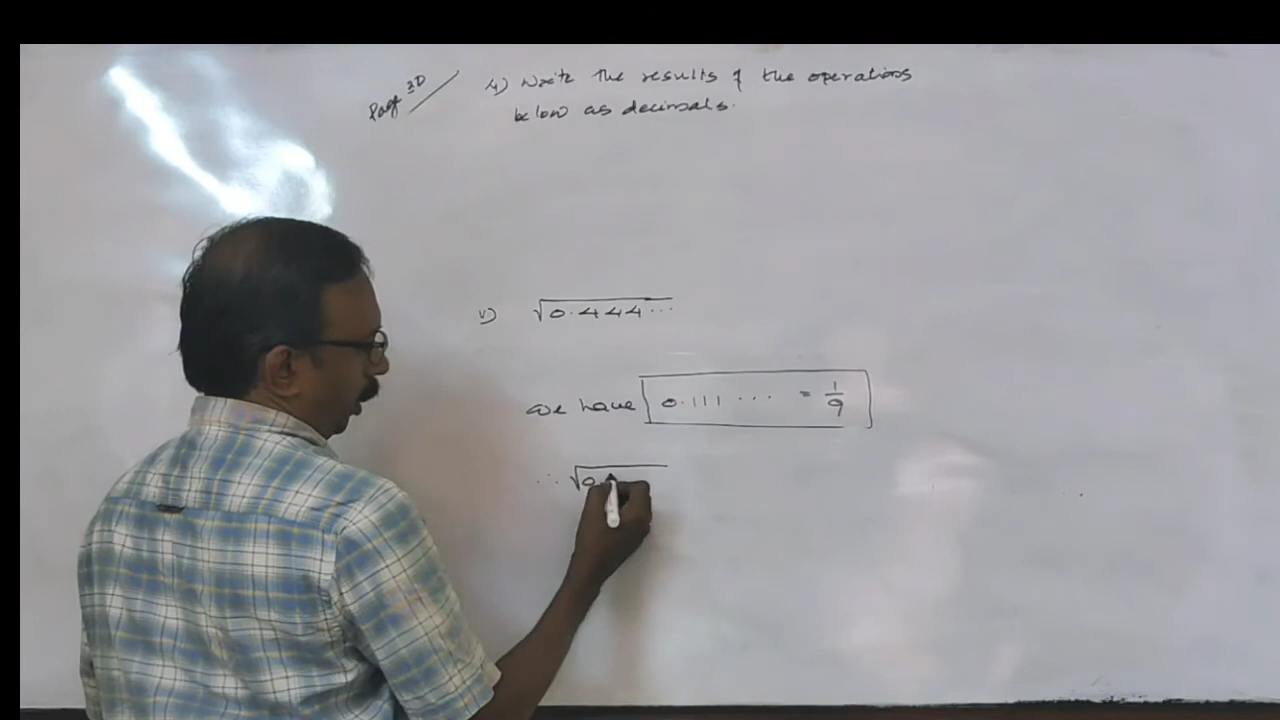 Page 30
4) Write the results of the operations
below as decimals.
v) √0.444...
we have 0.111 ... = 1/9
∴ √0.